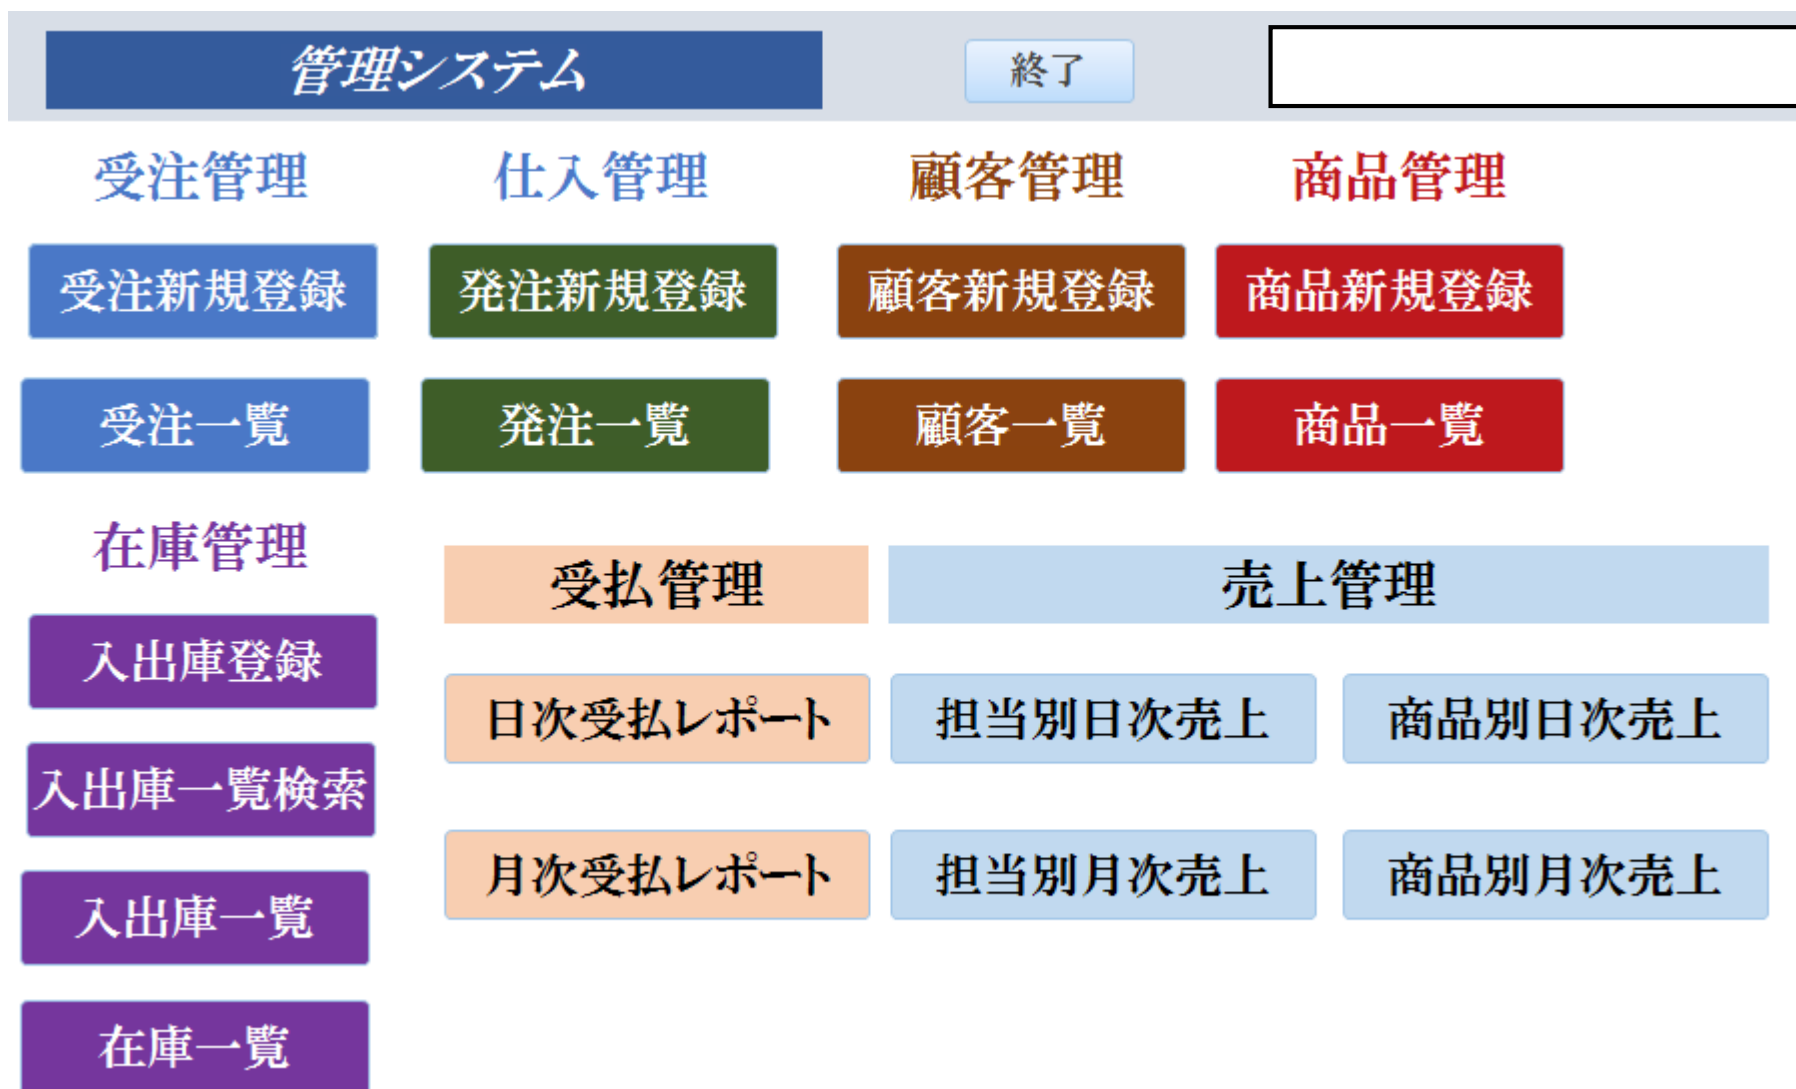 管理システム
終了
受注管理
仕入管理
顧客管理
商品管理
受注新規登録
発注新規登録
顧客新規登録
商品新規登録
受注一覧
発注一覧
顧客一覧
商品一覧
在庫管理
受払管理
売上管理
入出庫登録
日次受払レポート
担当別日次売上
商品別日次売上
入出庫一覧検索
月次受払レポート
担当別月次売上
商品別月次売上
入出庫一覧
在庫一覧